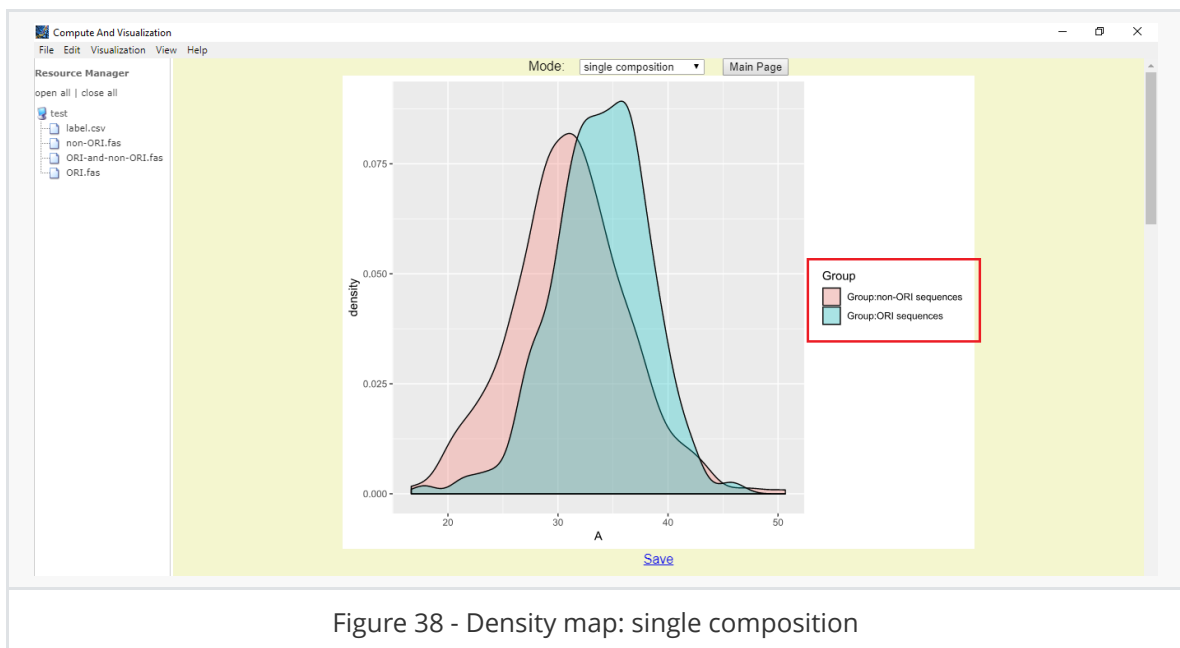 Compute And Visualization
File Edit Visualization View Help
Resource Manager
open all | close all
test
label.csv
non-ORI.fas
ORI-and-non-ORI.fas
ORI.fas
Mode: single composition Main Page
0.075
0.050
0.025
0.000
density
20 30 40 50
A
Group
Group:non-ORI sequences
Group:ORI sequences
Save
Figure 38 - Density map: single composition